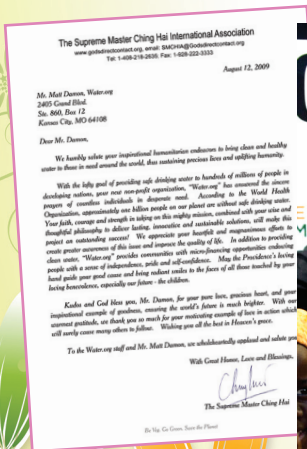 The Supreme Master Ching Hai International Association
www.godsdirectcontact.org, email: SMCHIA@Godsdirectcontact.org
Tel: 1-408-218-2635; Fax: 1-928-222-3333
August 12, 2009
Mr. Matt Damon, Water.org
2405 Grand Blvd.
Ste. 860, Box 12
Kansas City, MO 64108
Dear Mr. Damon,
We humbly salute your inspirational humanitarian endeavors to bring clean and healthy
water to those in need around the world, thus sustaining precious lives and uplifting humanity.
With the lofty goal of providing safe drinking water to hundreds of millions of people in
developing nations, your new non-profit organization, "Water.org" has answered the sincere
prayers of countless individuals in desperate need. According to the World Health
Organization, approximately one billion people on our planet are without safe drinking water.
Your faith, courage and strength in taking on this mighty mission, combined with your wise and
thoughtful philosophy to deliver lasting, innovative and sustainable solutions, will make this
project an outstanding success! We appreciate your heartfelt and magnanimous efforts to
create greater awareness of this issue and improve the quality of life. In addition to providing
clean water, "Water.org" provides communities with micro-financing opportunities endowing
people with a sense of independence, pride and self-confidence. May the Providence's loving
hand guide your good cause and bring radiant smiles to the faces of all those touched by your
loving benevolence, especially our future - the children.
Kudos and God bless you, Mr. Damon, for your pure love, gracious heart, and your
inspirational example of goodness, ensuring the world's future is much brighter. With our
warmest gratitude, we thank you so much for your motivating example of love in action which
will surely cause many others to follow. Wishing you all the best in Heaven's grace.
To the Water.org staff and Mr. Matt Damon, we wholeheartedly applaud and salute you
With Great Honor, Love and Blessings,
The Supreme Master Ching Hai
Be Veg, Go Green, Save the Planet